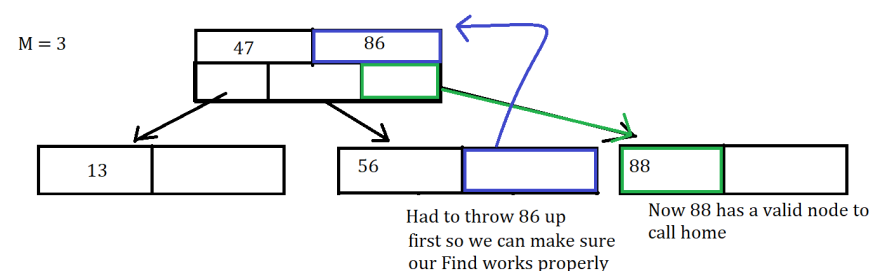 M = 3
47 86
13
56
88
Had to throw 86 up
first so we can make sure
our Find works properly
Now 88 has a valid node to
call home